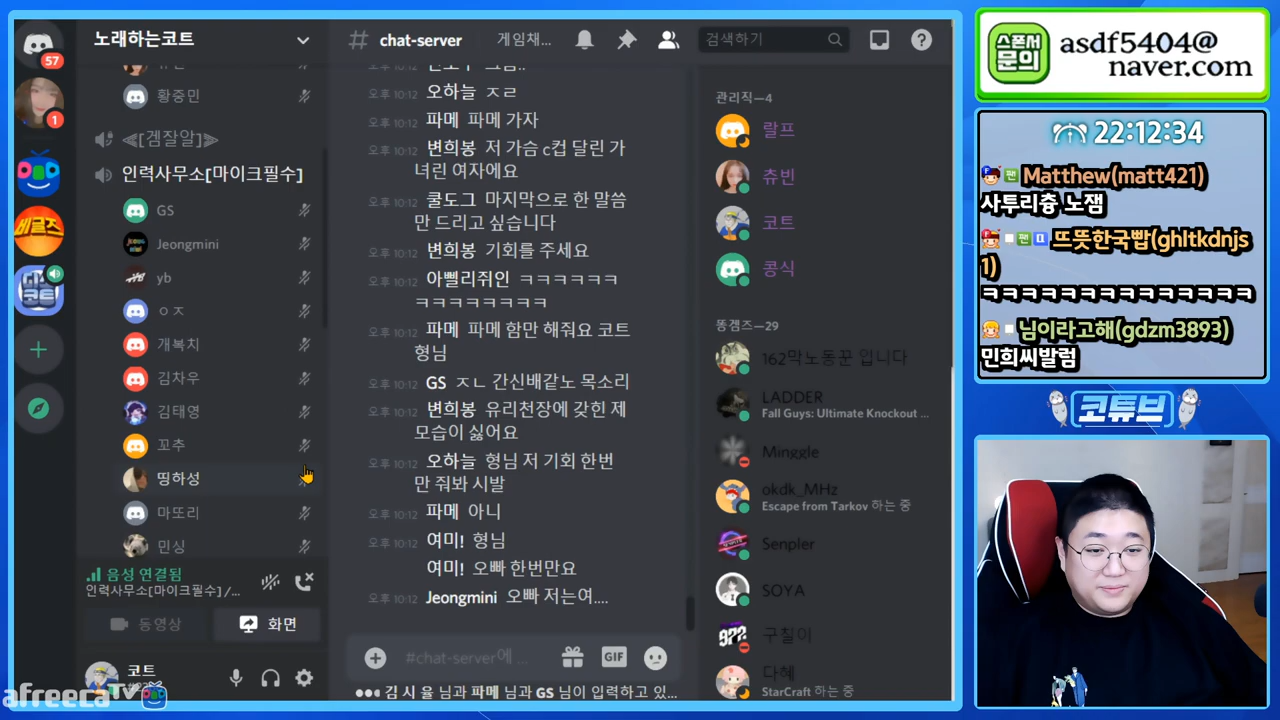 57
1
노래하는코트
황중민
⪡[겜잘알]⪢
인력사무소[마이크필수]
GS
Jeongmini
yb
ㅇㅈ
개복치
김차우
김태영
꼬추
띵하성
마또리
민싱
음성 연결됨
인력사무소[마이크필수]/...
동영상
화면
코트
afreecaTV
# chat-server
게임채...
검색하기
오후 10:12 오하늘 ㅈㄹ
오후 10:12 파메 파메 가자
오후 10:12 변희봉 저 가슴 c컵 달린 가
녀린 여자에요
오후 10:12 쿨도그 마지막으로 한 말씀
만 드리고 싶습니다
오후 10:12 변희봉 기회를 주세요
오후 10:12 아삘리쥐인 ㅋㅋㅋㅋㅋㅋ
ㅋㅋㅋㅋㅋㅋㅋㅋ
오후 10:12 파메 파메 함만 해줘요 코트
형님
오후 10:12 GS ㅈㄴ 간신배같노 목소리
오후 10:12 변희봉 유리천장에 갇힌 제
모습이 싫어요
오후 10:12 오하늘 형님 저 기회 한번
만 줘봐 시발
오후 10:12 파메 아니
오후 10:12 여미! 형님
여미! 오빠 한번만요
오후 10:12 Jeongmini 오빠 저는여....
#chat-server에 ...
GIF
김 시 율 님과 파메 님과 GS 님이 입력하고 있...
관리직—4
랄프
츄빈
코트
콩식
똥겜즈—29
162막노동꾼 입니다
LADDER
Fall Guys: Ultimate Knockout ...
Minggle
okdk_MHz
Escape from Tarkov 하는 중
Senpler
SOYA
구칠이
다혜
StarCraft 하는 중
스폰서
문의
asdf5404@
naver.com
22:12:34
팬 Matthew(matt421)
사투리흉 노잼
팬 뜨뜻한국빱(ghltkdnjs
1)
ㅋㅋㅋㅋㅋㅋㅋㅋㅋㅋㅋㅋㅋㅋ
님이라고해(gdzm3893)
민희씨발럼
코튜브